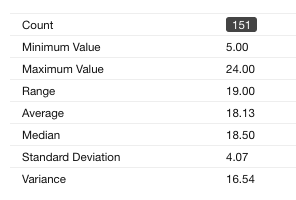 Count 151
Minimum Value 5.00
Maximum Value 24.00
Range 19.00
Average 18.13
Median 18.50
Standard Deviation 4.07
Variance 16.54